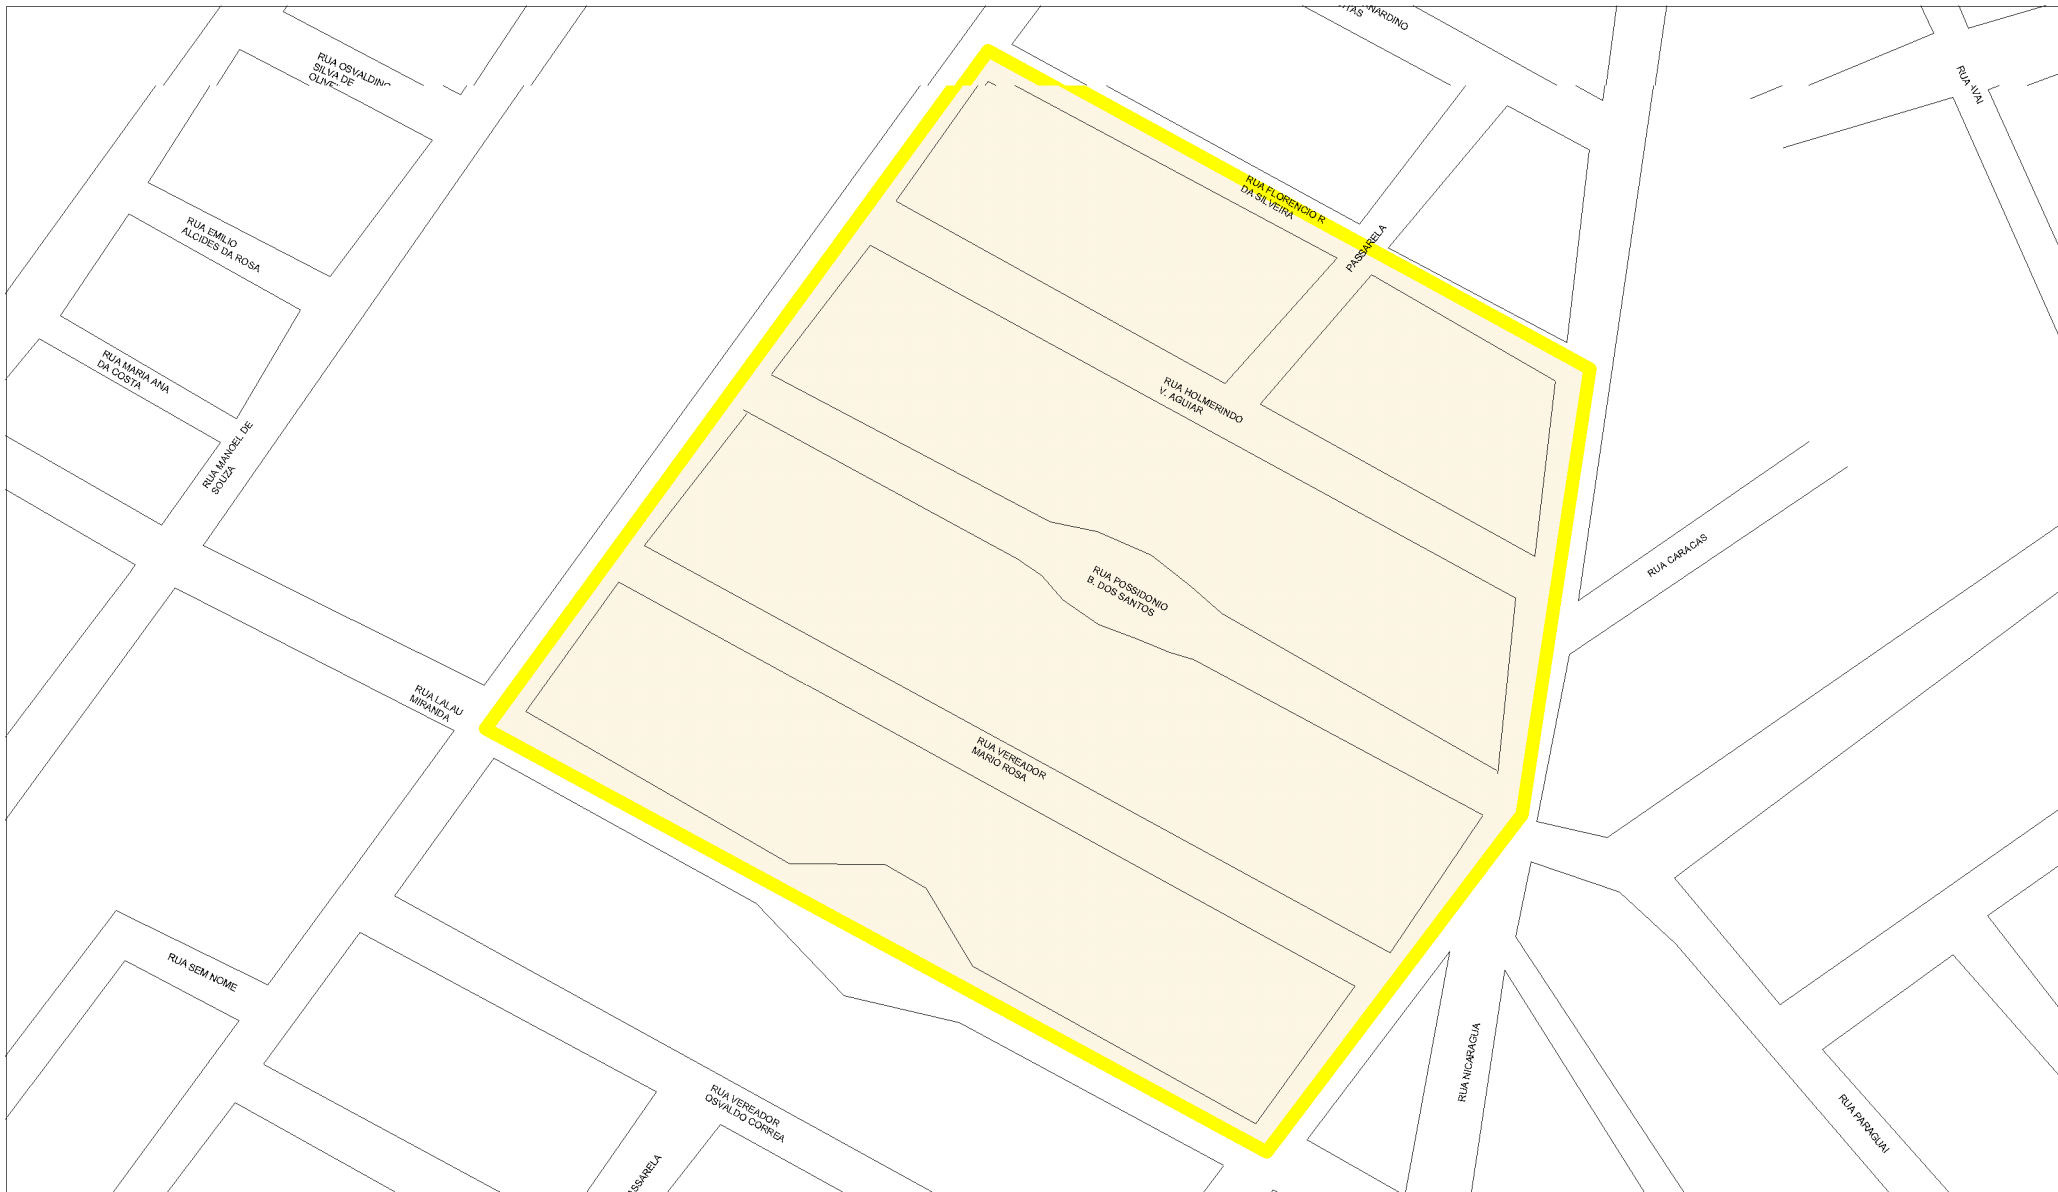 RUA OSVALDINO
SILVA DE
RUA AVAI
RUA FLORENCIO R
DA SILVEIRA
PASSARELA
RUA EMILIO
ALCIDES DA ROSA
RUA MARIA ANA
DA COSTA
RUA HOLMERINDO
V. AGUIAR
RUA MANOEL DE
SOUZA
RUA CARACAS
RUA POSSIDONIO
B. DOS SANTOS
RUA LALAU
MIRANDA
RUA VEREADOR
MARIO ROSA
RUA SEM NOME
RUA NICARAGUA
RUA VEREADOR
OSVALDO CORREA
RUA PARAGUAI
ASSARELA